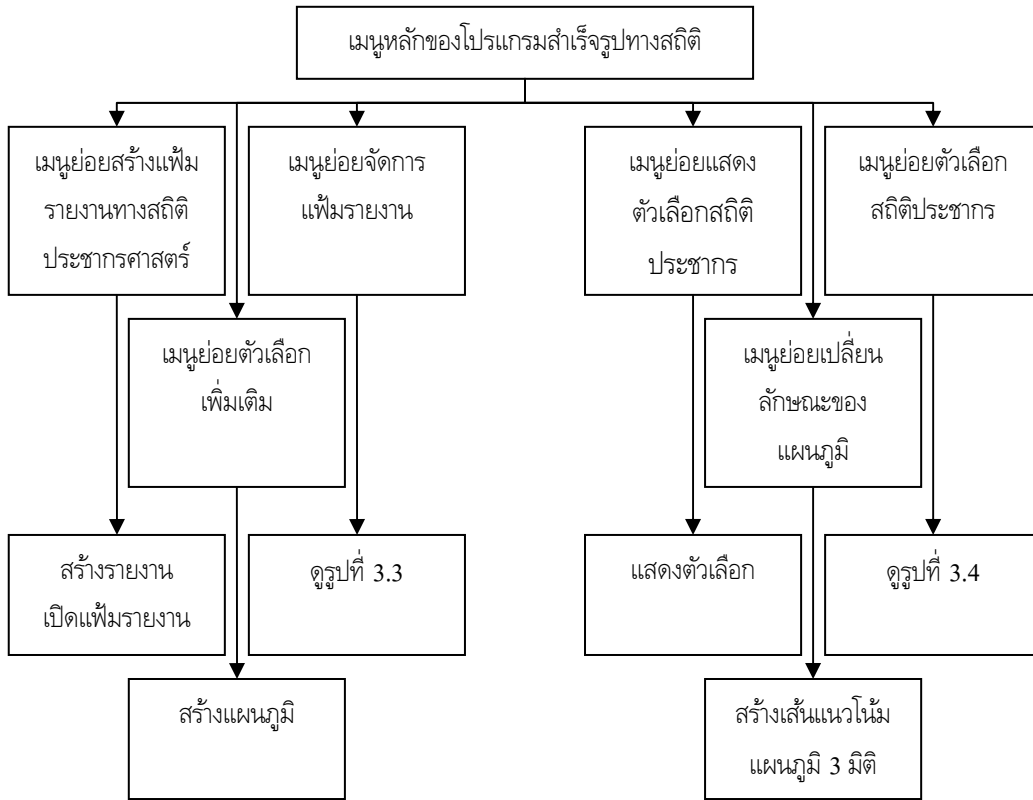 เมนูหลักของโปรแกรมสำเร็จรูปทางสถิติ
เมนูย่อยสร้างแฟ้ม
รายงานทางสถิติ
ประชากรศาสตร์
เมนูย่อยจัดการ
แฟ้มรายงาน
เมนูย่อยแสดง
ตัวเลือกสถิติ
ประชากร
เมนูย่อยตัวเลือก
สถิติประชากร
เมนูย่อยตัวเลือก
เพิ่มเติม
เมนูย่อยเปลี่ยน
ลักษณะของ
แผนภูมิ
สร้างรายงาน
เปิดแฟ้มรายงาน
ดูรูปที่ 3.3
แสดงตัวเลือก
ดูรูปที่ 3.4
สร้างแผนภูมิ
สร้างเส้นแนวโน้ม
แผนภูมิ 3 มิติ